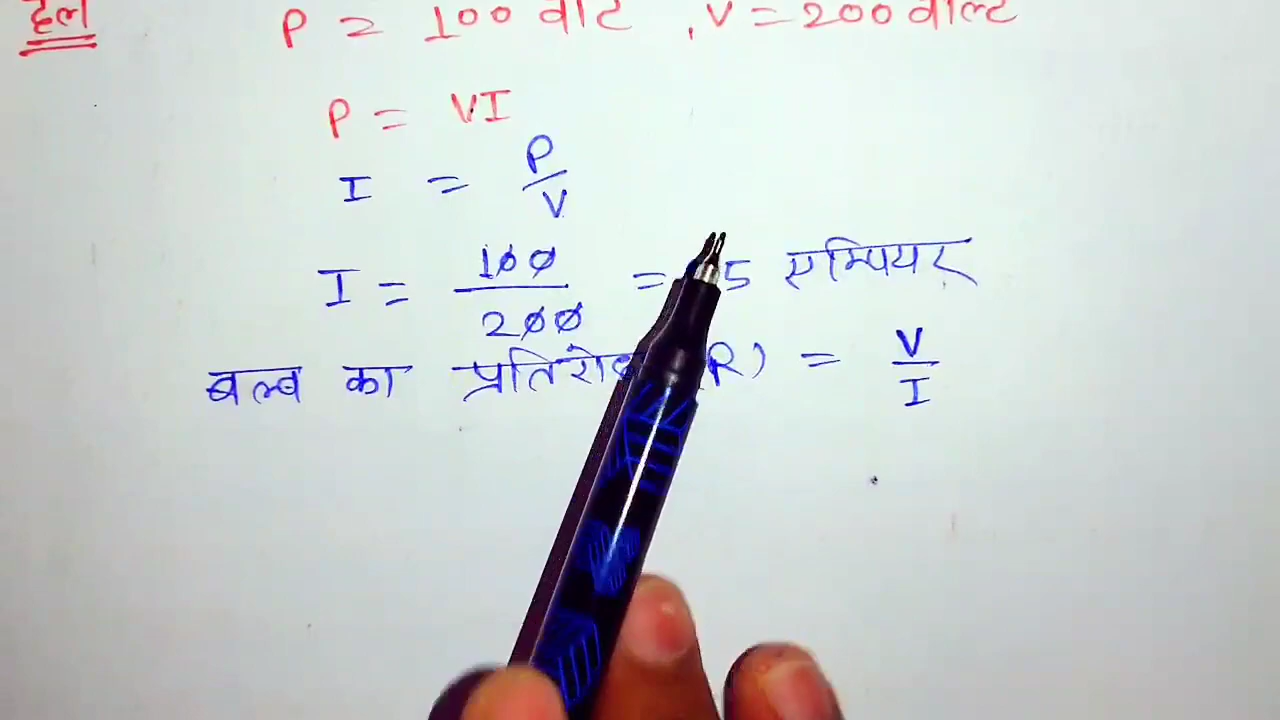 हल P = 100 वाट , V = 200 वोल्ट
P = VI
I = P/V
I = 100/200 = 5 एम्पियर
बल्ब का (R) = V/I